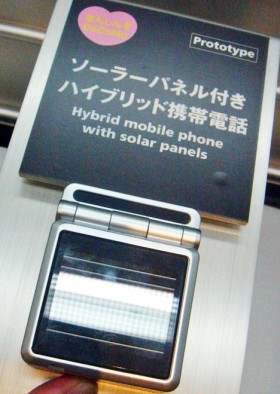 Prototype
ソーラーパネル付き
ハイブリッド携帯電話
Hybrid mobile phone
with solar panels